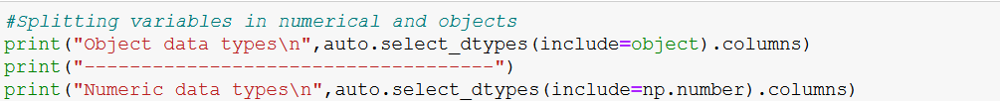 #Splitting variables in numerical and objects
print("Object data types\n",auto.select_dtypes(include=object).columns)
print("------------------------------------")
print("Numeric data types\n",auto.select_dtypes(include=np.number).columns)